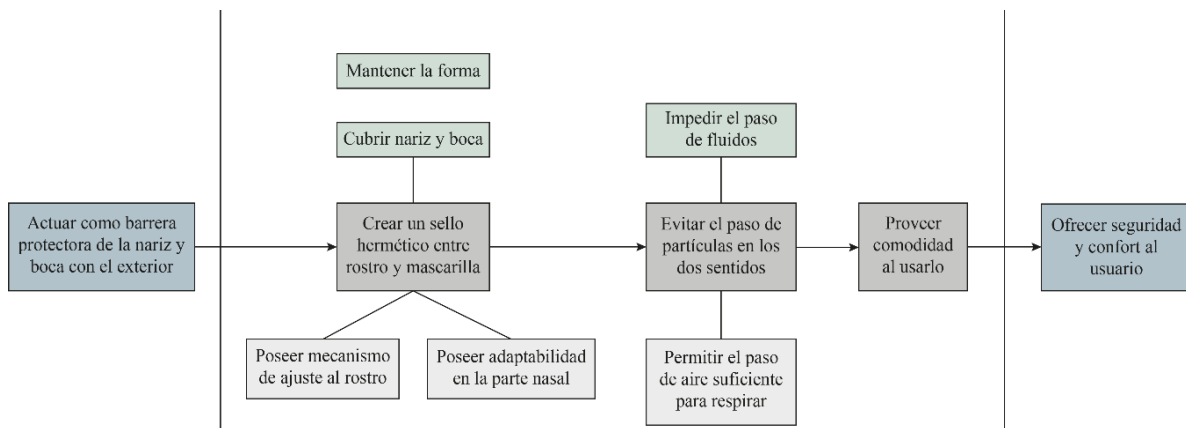 Mantener la forma
Cubrir nariz y boca
Impedir el paso
de fluidos
Actuar como barrera
protectora de la nariz y
boca con el exterior
Crear un sello
hermético entre
rostro y mascarilla
Evitar el paso de
partículas en los
dos sentidos
Proveer
comodidad
al usarlo
Ofrecer seguridad
y confort al
usuario
Poseer mecanismo
de ajuste al rostro
Poseer adaptabilidad
en la parte nasal
Permitir el paso
de aire suficiente
para respirar